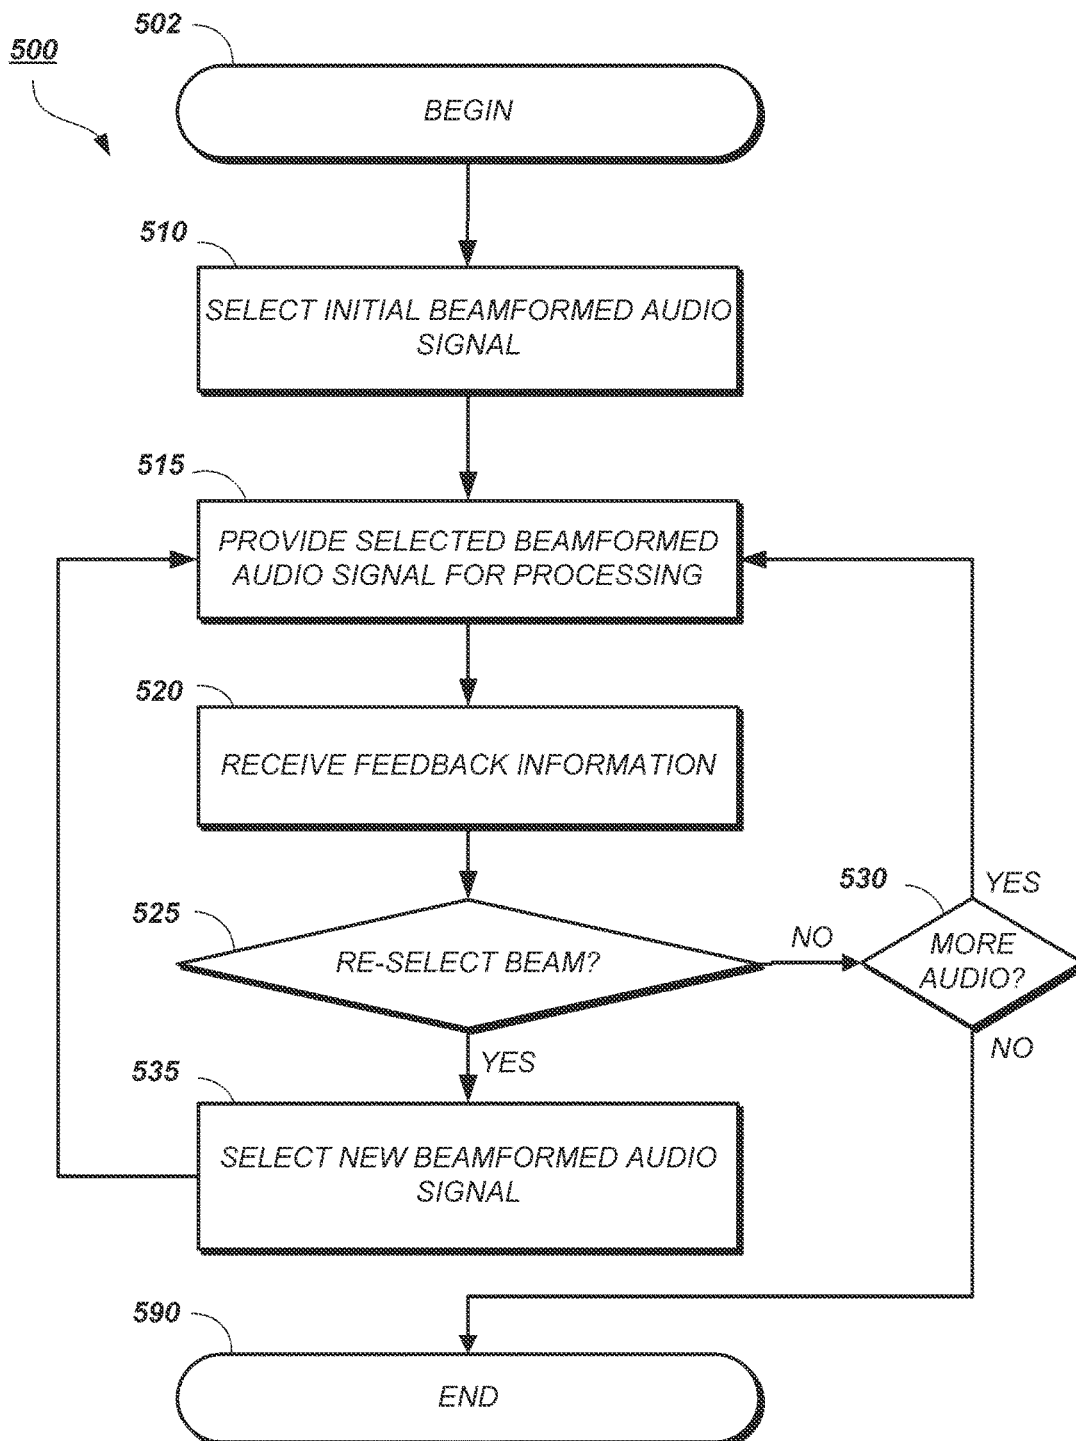 502
500
BEGIN
510
SELECT INITIAL BEAMFORMED AUDIO
SIGNAL
515
PROVIDE SELECTED BEAMFORMED
AUDIO SIGNAL FOR PROCESSING
520
RECEIVE FEEDBACK INFORMATION
525
RE-SELECT BEAM?
NO
530
YES
MORE
AUDIO?
NO
YES
535
SELECT NEW BEAMFORMED AUDIO
SIGNAL
590
END